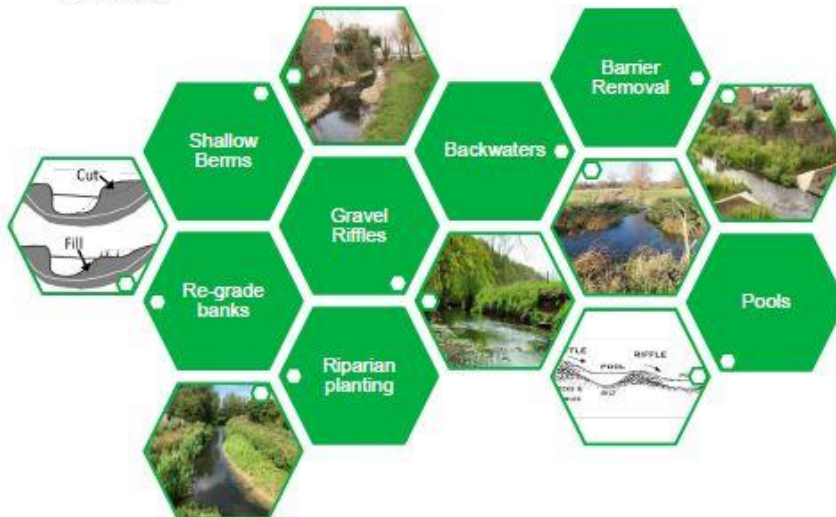 Barrier
Removal
Shallow
Berms
Backwaters
Cut
Gravel
Riffles
Fill
Re-grade
banks
Pools
Riparian
planting
RIFFLE
POOL